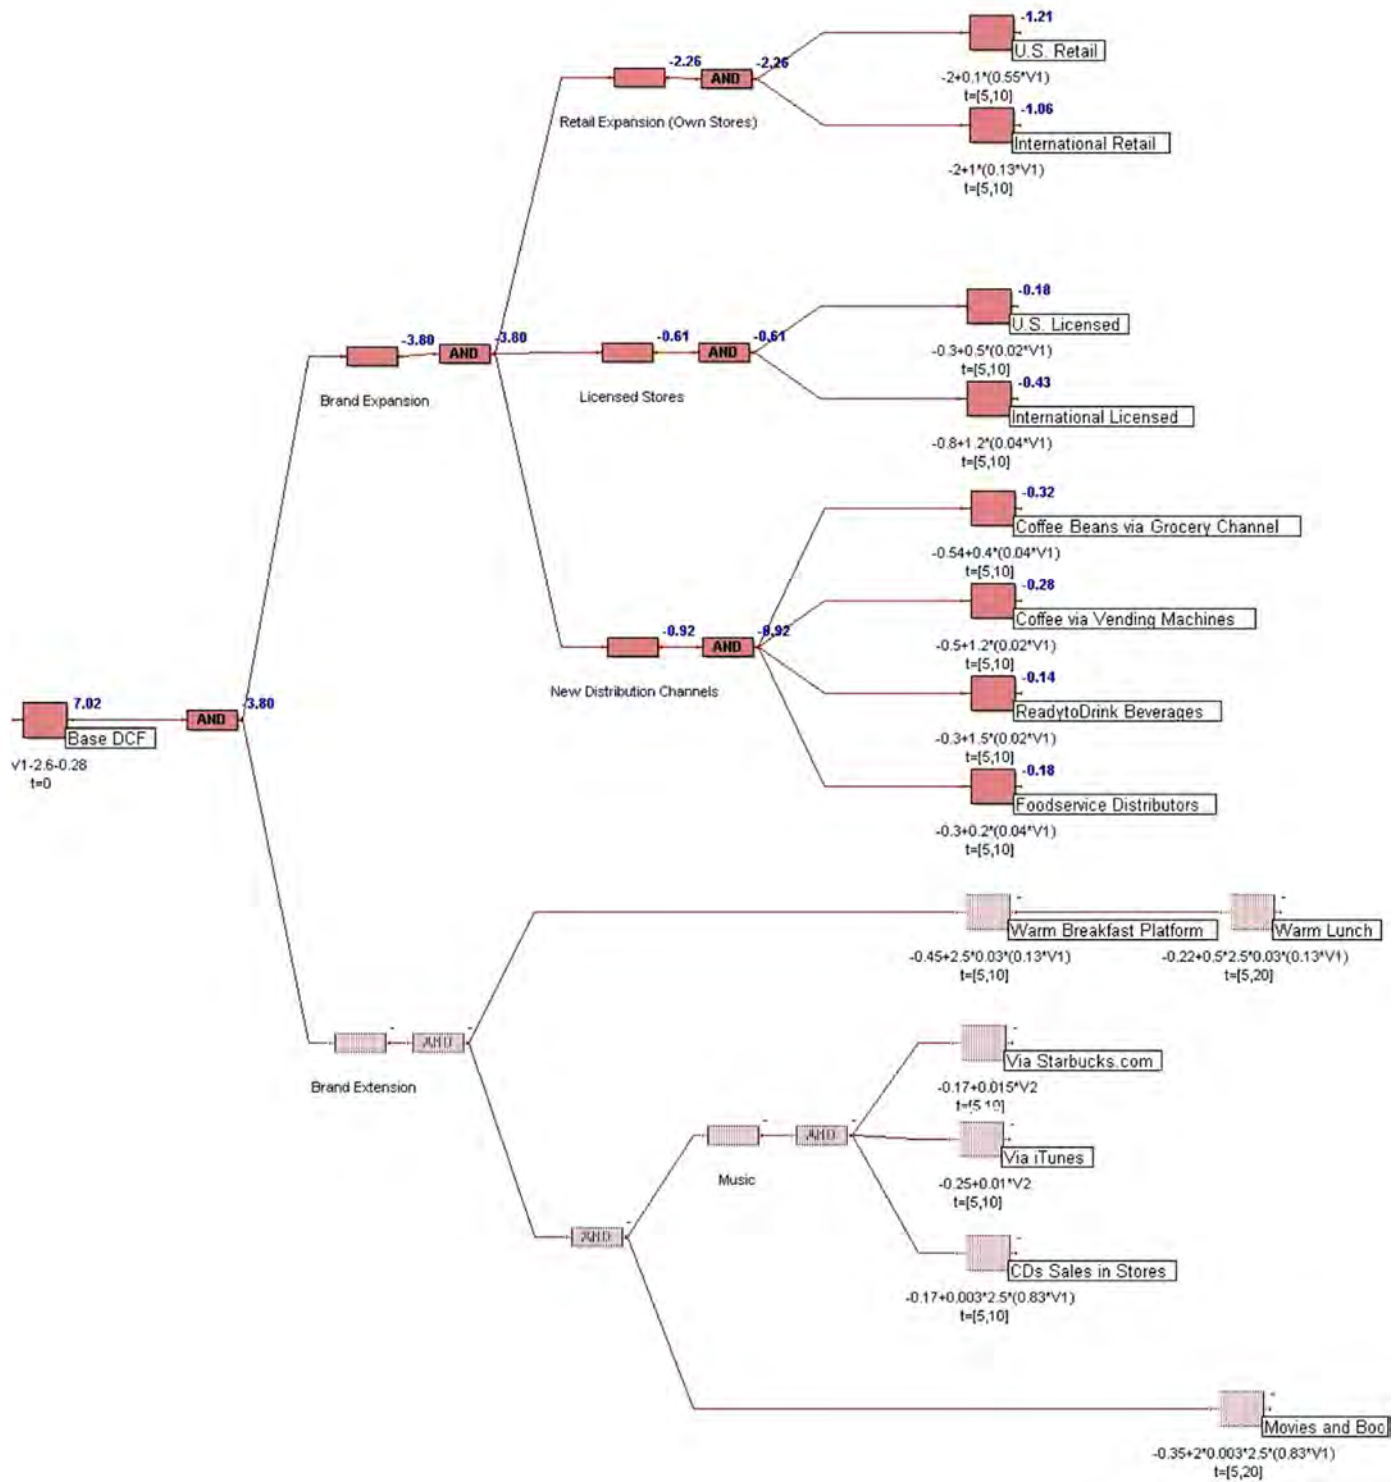 -1.21
U.S. Retail
-2+0.1*(0.55*V1)
t=[5,10]
-2.26
AND
-2.26
Retail Expansion (Own Stores)
-1.06
International Retail
-2+1*(0.13*V1)
t=[5,10]
-0.18
U.S. Licensed
-0.3+0.5*(0.02*V1)
t=[5,10]
-3.80
AND
-3.80
Brand Expansion
-0.61
AND
-0.61
Licensed Stores
-0.43
International Licensed
-0.8+1.2*(0.04*V1)
t=[5,10]
-0.32
Coffee Beans via Grocery Channel
-0.54+0.4*(0.04*V1)
t=[5,10]
-0.28
Coffee via Vending Machines
-0.5+1.2*(0.02*V1)
t=[5,10]
-0.92
AND
-0.92
New Distribution Channels
-0.14
ReadytoDrink Beverages
-0.3+1.5*(0.02*V1)
t=[5,10]
7.02
Base DCF
V1-2.6-0.28
t=0
AND
-3.80
-0.18
Foodservice Distributors
-0.3+0.2*(0.04*V1)
t=[5,10]
-
Warm Breakfast Platform
-0.45+2.5*0.03*(0.13*V1)
t=[5,10]
-
Warm Lunch
-0.22+0.5*2.5*0.03*(0.13*V1)
t=[5,20]
-
AND
-
Brand Extension
-
Via Starbucks.com
-0.17+0.015*V2
t=[5,10]
-
AND
-
Music
-
Via iTunes
-0.25+0.01*V2
t=[5,10]
AND
-
-
CDs Sales in Stores
-0.17+0.003*2.5*(0.83*V1)
t=[5,10]
-
Movies and Boo
-0.35+2*0.003*2.5*(0.83*V1)
t=[5,20]